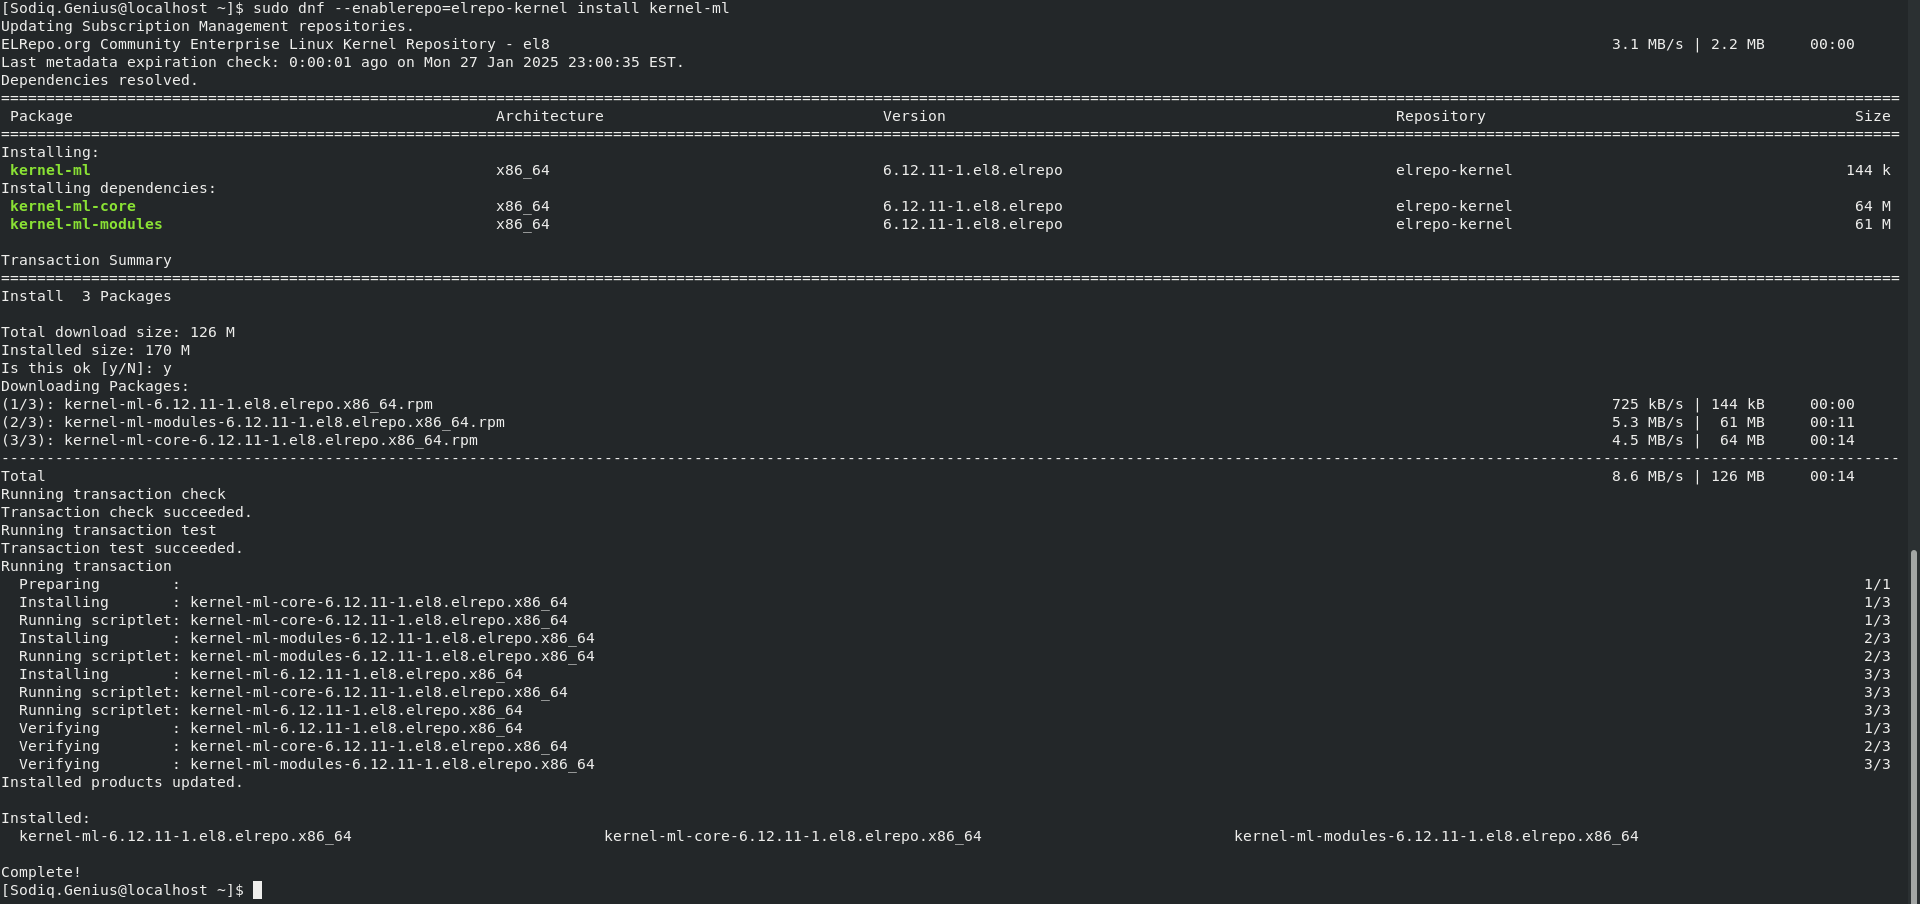 [Sodiq.Genius@localhost ~]$ sudo dnf --enablerepo=elrepo-kernel install kernel-ml
Updating Subscription Management repositories.
ELRepo.org Community Enterprise Linux Kernel Repository - el8 3.1 MB/s | 2.2 MB 00:00
Last metadata expiration check: 0:00:01 ago on Mon 27 Jan 2025 23:00:35 EST.
Dependencies resolved.
Package Architecture Version Repository Size
Installing:
kernel-ml x86_64 6.12.11-1.el8.elrepo elrepo-kernel 144 k
Installing dependencies:
kernel-ml-core x86_64 6.12.11-1.el8.elrepo elrepo-kernel 64 M
kernel-ml-modules x86_64 6.12.11-1.el8.elrepo elrepo-kernel 61 M
Transaction Summary
Install  3 Packages
Total download size: 126 M
Installed size: 170 M
Is this ok [y/N]: y
Downloading Packages:
(1/3): kernel-ml-6.12.11-1.el8.elrepo.x86_64.rpm 725 kB/s | 144 kB 00:00
(2/3): kernel-ml-modules-6.12.11-1.el8.elrepo.x86_64.rpm 5.3 MB/s |  61 MB 00:11
(3/3): kernel-ml-core-6.12.11-1.el8.elrepo.x86_64.rpm 4.5 MB/s |  64 MB 00:14
Total 8.6 MB/s | 126 MB 00:14
Running transaction check
Transaction check succeeded.
Running transaction test
Transaction test succeeded.
Running transaction
Preparing        : 1/1
Installing       : kernel-ml-core-6.12.11-1.el8.elrepo.x86_64 1/3
Running scriptlet: kernel-ml-core-6.12.11-1.el8.elrepo.x86_64 1/3
Installing       : kernel-ml-modules-6.12.11-1.el8.elrepo.x86_64 2/3
Running scriptlet: kernel-ml-modules-6.12.11-1.el8.elrepo.x86_64 2/3
Installing       : kernel-ml-6.12.11-1.el8.elrepo.x86_64 3/3
Running scriptlet: kernel-ml-core-6.12.11-1.el8.elrepo.x86_64 3/3
Running scriptlet: kernel-ml-6.12.11-1.el8.elrepo.x86_64 3/3
Verifying        : kernel-ml-6.12.11-1.el8.elrepo.x86_64 1/3
Verifying        : kernel-ml-core-6.12.11-1.el8.elrepo.x86_64 2/3
Verifying        : kernel-ml-modules-6.12.11-1.el8.elrepo.x86_64 3/3
Installed products updated.
Installed:
kernel-ml-6.12.11-1.el8.elrepo.x86_64 kernel-ml-core-6.12.11-1.el8.elrepo.x86_64 kernel-ml-modules-6.12.11-1.el8.elrepo.x86_64
Complete!
[Sodiq.Genius@localhost ~]$